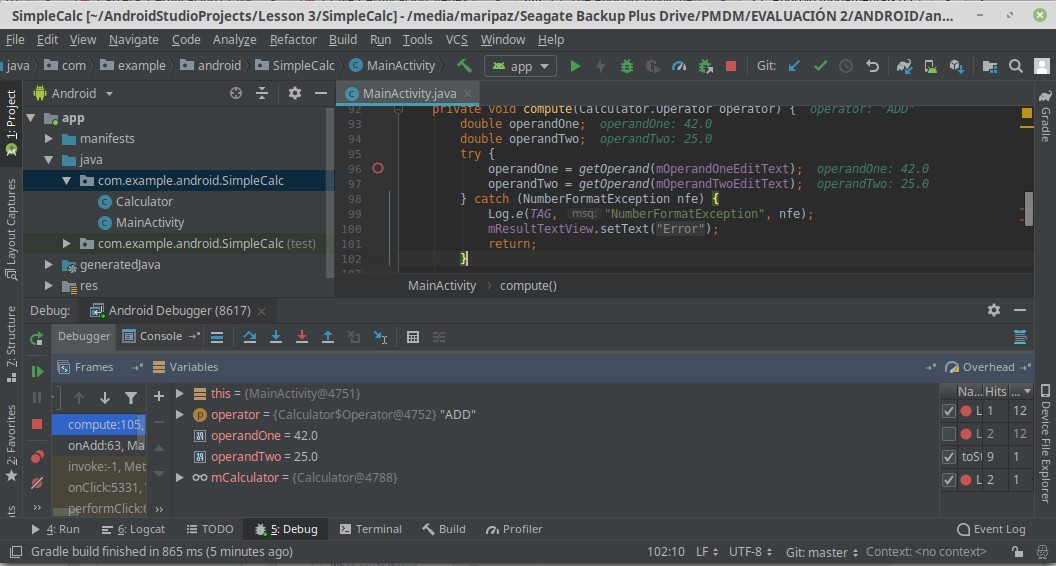 SimpleCalc [~/AndroidStudioProjects/Lesson 3/SimpleCalc] - /media/maripaz/Seagate Backup Plus Drive/PMDM/EVALUACIÓN 2/ANDROID/an...
File Edit View Navigate Code Analyze Refactor Build Run Tools VCS Window Help
java com example android SimpleCalc MainActivity app Git:
1: Project
Layout Captures
7: Structure
2: Favorites
Android
MainActivity.java
Gradle
app
manifests
java
com.example.android.SimpleCalc
Calculator
MainActivity
com.example.android.SimpleCalc (test)
generatedJava
res
92 private void compute(Calculator.Operator operator) { operator: "ADD"
93 double operandOne; operandOne: 42.0
94 double operandTwo; operandTwo: 25.0
95 try {
96 operandOne = getOperand(mOperandOneEditText); operandOne: 42.0
97 operandTwo = getOperand(mOperandTwoEditText); operandTwo: 25.0
98 } catch (NumberFormatException nfe) {
99 Log.e(TAG, msg: "NumberFormatException", nfe);
100 mResultTextView.setText("Error");
101 return;
102 }
MainActivity › compute()
Debug: Android Debugger (8617)
Debugger Console
Frames Variables Overhead
compute:105,
onAdd:63, Ma
invoke:-1, Met
onClick:5331, '
performClick:6
this = {MainActivity@4751}
operator = {Calculator$Operator@4752} "ADD"
operandOne = 42.0
operandTwo = 25.0
mCalculator = {Calculator@4788}
Na... Hits ...
L 1 12
L 2 12
toSt 9 1
L 2 1
Device File Explorer
4: Run 6: Logcat TODO 5: Debug Terminal Build Profiler Event Log
Gradle build finished in 865 ms (5 minutes ago) 102:10 LF UTF-8 Git: master Context: <no context>